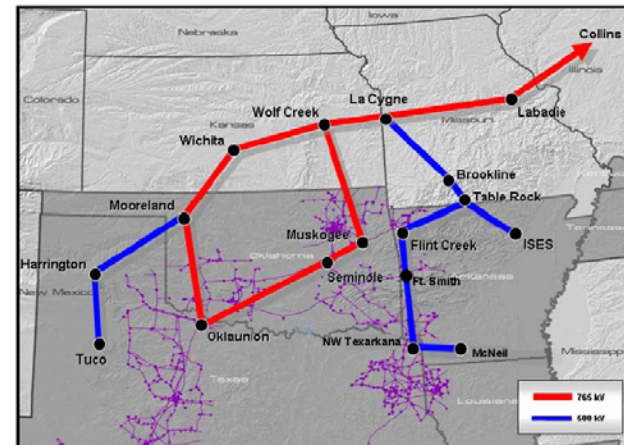 Nebraska
Iowa
Collins
Illinois
Colorado
La Cygne
Wolf Creek
Labadie
Kansas
Missouri
Wichita
Brookline
Table Rock
Mooreland
Muskogee
Flint Creek
ISES
Oklahoma
Harrington
Seminole
Ft. Smith
Arkansas
New Mexico
Oklaunion
NW Texarkana
McNeil
Tuco
Mississippi
Texas
Louisiana
765 kV
500 kV